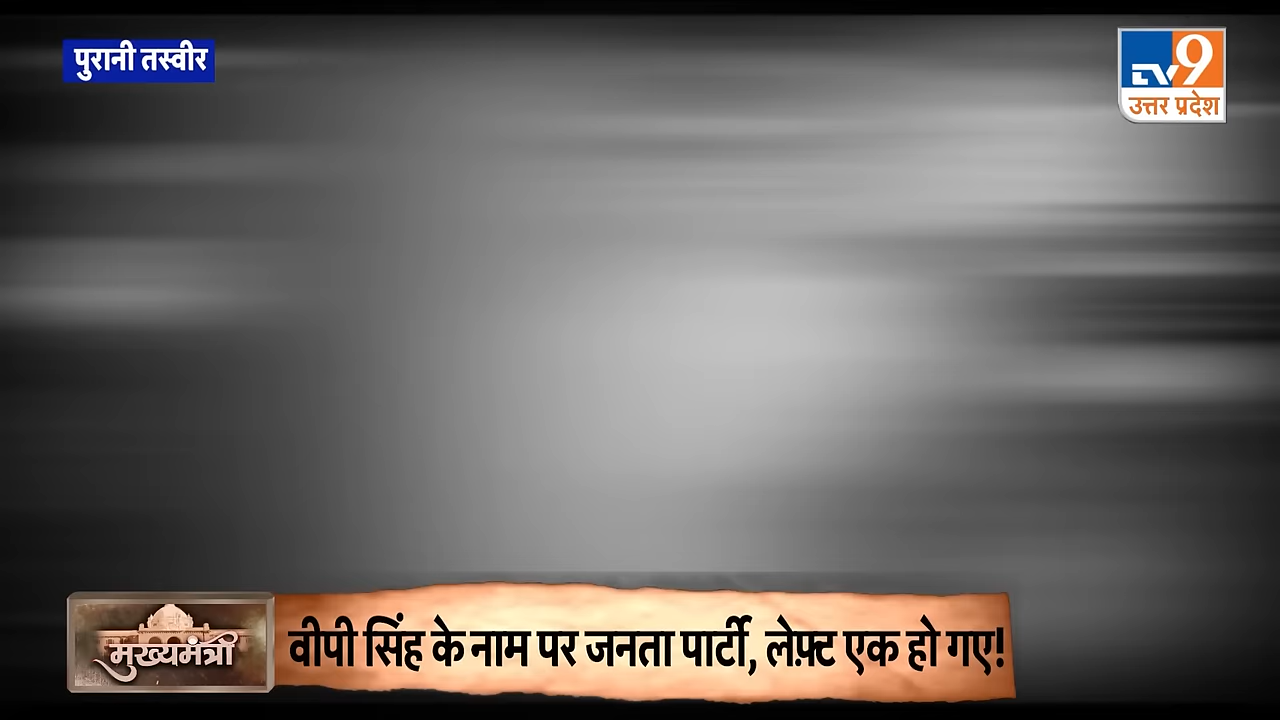 पुरानी तस्वीर
TV9
उत्तर प्रदेश
मुख्यमंत्री
वीपी सिंह के नाम पर जनता पार्टी, लेफ़्ट एक हो गए!